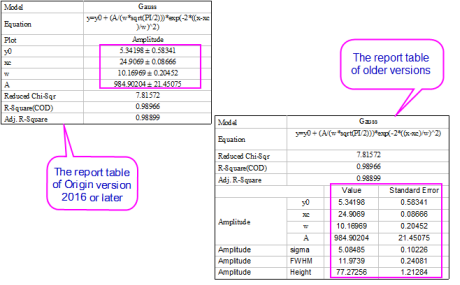 Model Gauss
Equation y=y0 + (A/(w*sqrt(PI/2)))*exp(-2*((x-xc
)/w)^2)
Plot Amplitude
y0 5.34198 ± 0.58341
xc 24.9069 ± 0.08666
w 10.16969 ± 0.20452
A 984.90204 ± 21.45075
Reduced Chi-Sqr 7.81572
R-Square(COD) 0.98966
Adj. R-Square 0.98899
The report table
of Origin version
2016 or later
The report table
of older versions
Model Gauss
Equation y=y0 + (A/(w*sqrt(PI/2)))*exp(-2*((x-xc)/w)^2)
Reduced Chi-Sqr 7.81572
R-Square(COD) 0.98966
Adj. R-Square 0.98899
Value Standard Error
Amplitude y0 5.34198 0.58341
xc 24.9069 0.08666
w 10.16969 0.20452
A 984.90204 21.45075
Amplitude sigma 5.08485 0.10226
Amplitude FWHM 11.9739 0.24081
Amplitude Height 77.27256 1.21284